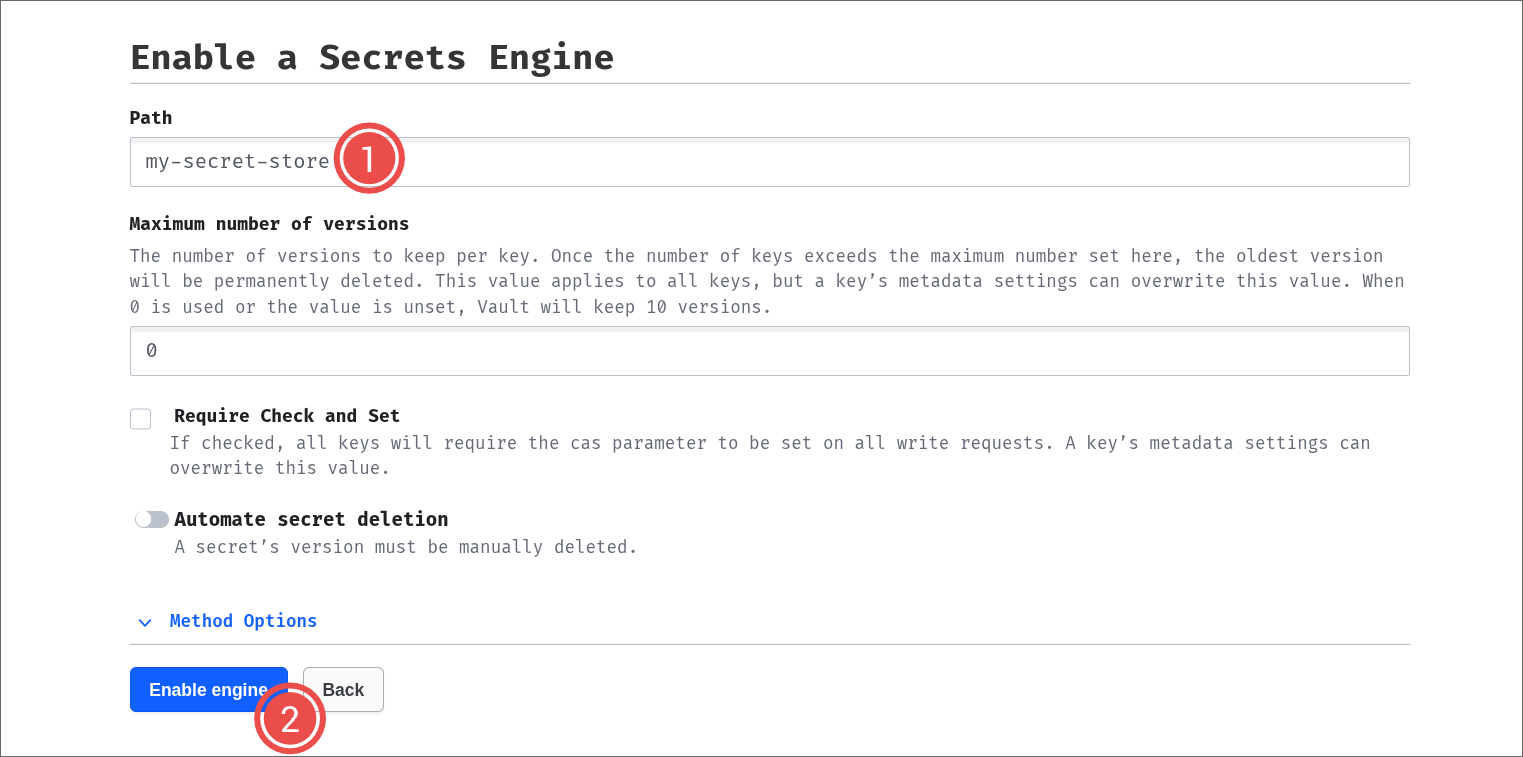 Enable a Secrets Engine
Path
my-secret-store
1
Maximum number of versions
The number of versions to keep per key. Once the number of keys exceeds the maximum number set here, the oldest version
will be permanently deleted. This value applies to all keys, but a key’s metadata settings can overwrite this value. When
0 is used or the value is unset, Vault will keep 10 versions.
0
Require Check and Set
If checked, all keys will require the cas parameter to be set on all write requests. A key’s metadata settings can
overwrite this value.
Automate secret deletion
A secret’s version must be manually deleted.
Method Options
Enable engine
Back
2